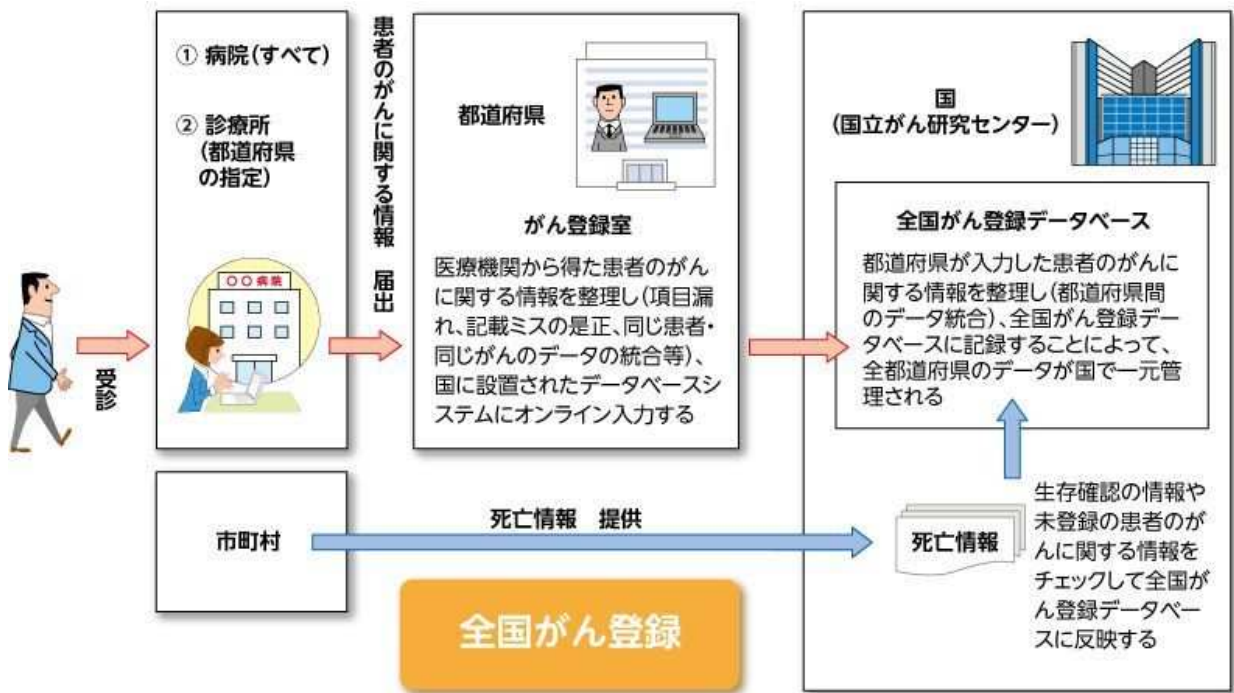 ① 病院(すべて)
② 診療所
(都道府県
の指定)
〇〇病院
受診
患者のがんに関する情報 届出
都道府県
がん登録室
医療機関から得た患者のがん
に関する情報を整理し(項目漏
れ、記載ミスの是正、同じ患者・
同じがんのデータの統合等)、
国に設置されたデータベースシ
ステムにオンライン入力する
国
(国立がん研究センター)
全国がん登録データベース
都道府県が入力した患者のがんに
関する情報を整理し(都道府県間
のデータ統合)、全国がん登録デー
タベースに記録することによって、
全都道府県のデータが国で一元管
理される
市町村
死亡情報 提供
死亡情報
生存確認の情報や
未登録の患者のが
んに関する情報を
チェックして全国が
ん登録データベー
スに反映する
全国がん登録